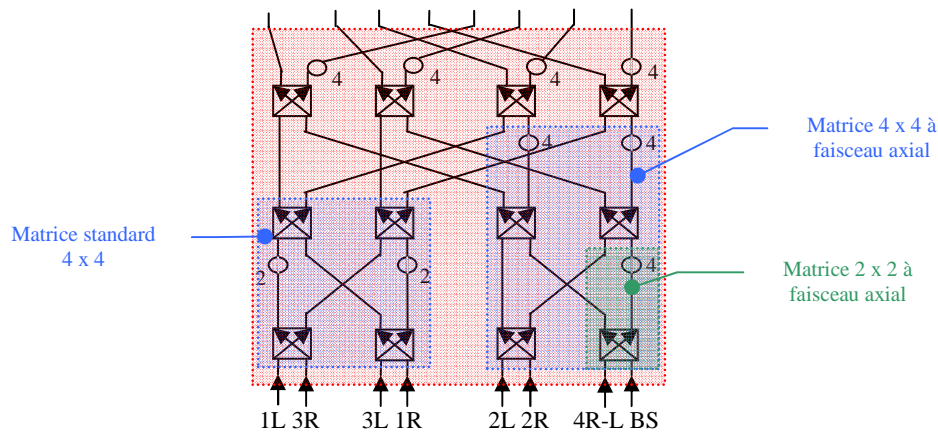 4 4 4 4
4 4
Matrice 4 x 4 à
faisceau axial
Matrice standard
4 x 4
2 2 4
Matrice 2 x 2 à
faisceau axial
1L 3R 3L 1R 2L 2R 4R-L BS